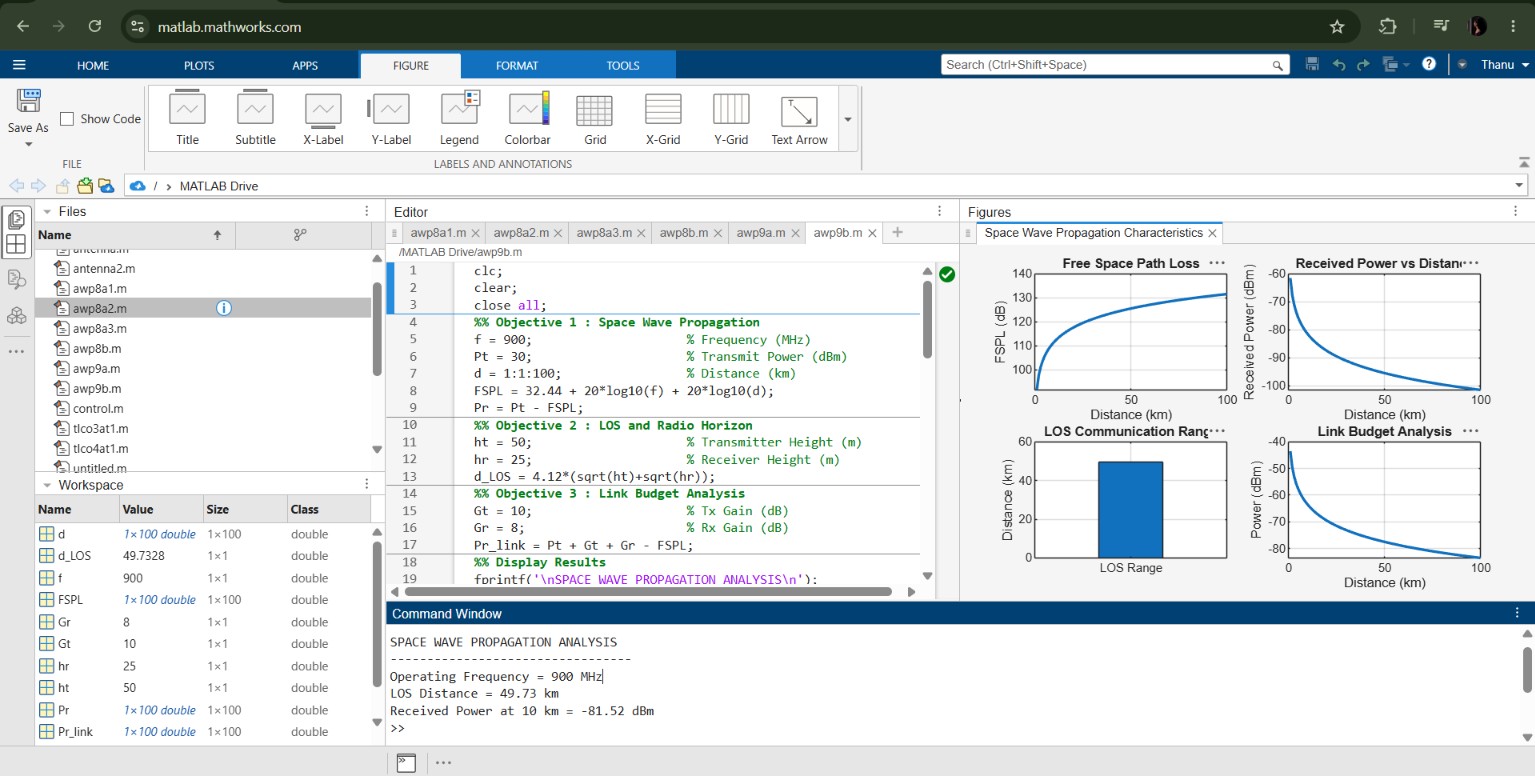 matlab.mathworks.com
HOME PLOTS APPS FIGURE FORMAT TOOLS
Search (Ctrl+Shift+Space)
Thanu
Save As
Show Code
FILE
Title Subtitle X-Label Y-Label Legend Colorbar Grid X-Grid Y-Grid Text Arrow
LABELS AND ANNOTATIONS
/ > MATLAB Drive
Files
Name
antenna.m
antenna2.m
awp8a1.m
awp8a2.m
awp8a3.m
awp8b.m
awp9a.m
awp9b.m
control.m
tlco3at1.m
tlco4at1.m
untitled.m
Workspace
Name Value Size Class
d 1×100 double 1×100 double
d_LOS 49.7328 1×1 double
f 900 1×1 double
FSPL 1×100 double 1×100 double
Gr 8 1×1 double
Gt 10 1×1 double
hr 25 1×1 double
ht 50 1×1 double
Pr 1×100 double 1×100 double
Pr_link 1×100 double 1×100 double
Editor
awp8a1.m awp8a2.m awp8a3.m awp8b.m awp9a.m awp9b.m
/MATLAB Drive/awp9b.m
1 clc;
2 clear;
3 close all;
4 %% Objective 1 : Space Wave Propagation
5 f = 900; % Frequency (MHz)
6 Pt = 30; % Transmit Power (dBm)
7 d = 1:1:100; % Distance (km)
8 FSPL = 32.44 + 20*log10(f) + 20*log10(d);
9 Pr = Pt - FSPL;
10 %% Objective 2 : LOS and Radio Horizon
11 ht = 50; % Transmitter Height (m)
12 hr = 25; % Receiver Height (m)
13 d_LOS = 4.12*(sqrt(ht)+sqrt(hr));
14 %% Objective 3 : Link Budget Analysis
15 Gt = 10; % Tx Gain (dB)
16 Gr = 8; % Rx Gain (dB)
17 Pr_link = Pt + Gt + Gr - FSPL;
18 %% Display Results
19 fprintf('\nSPACE WAVE PROPAGATION ANALYSIS\n');
Figures
Space Wave Propagation Characteristics
Free Space Path Loss
140
130
120
110
100
FSPL (dB)
0 50 100
Distance (km)
Received Power vs Distan
-60
-70
-80
-90
-100
Received Power (dBm)
0 50 100
Distance (km)
LOS Communication Rang
60
40
20
0
Distance (km)
LOS Range
Link Budget Analysis
-40
-50
-60
-70
-80
Power (dBm)
0 50 100
Distance (km)
Command Window
SPACE WAVE PROPAGATION ANALYSIS
-------------------------------
Operating Frequency = 900 MHz
LOS Distance = 49.73 km
Received Power at 10 km = -81.52 dBm
>>